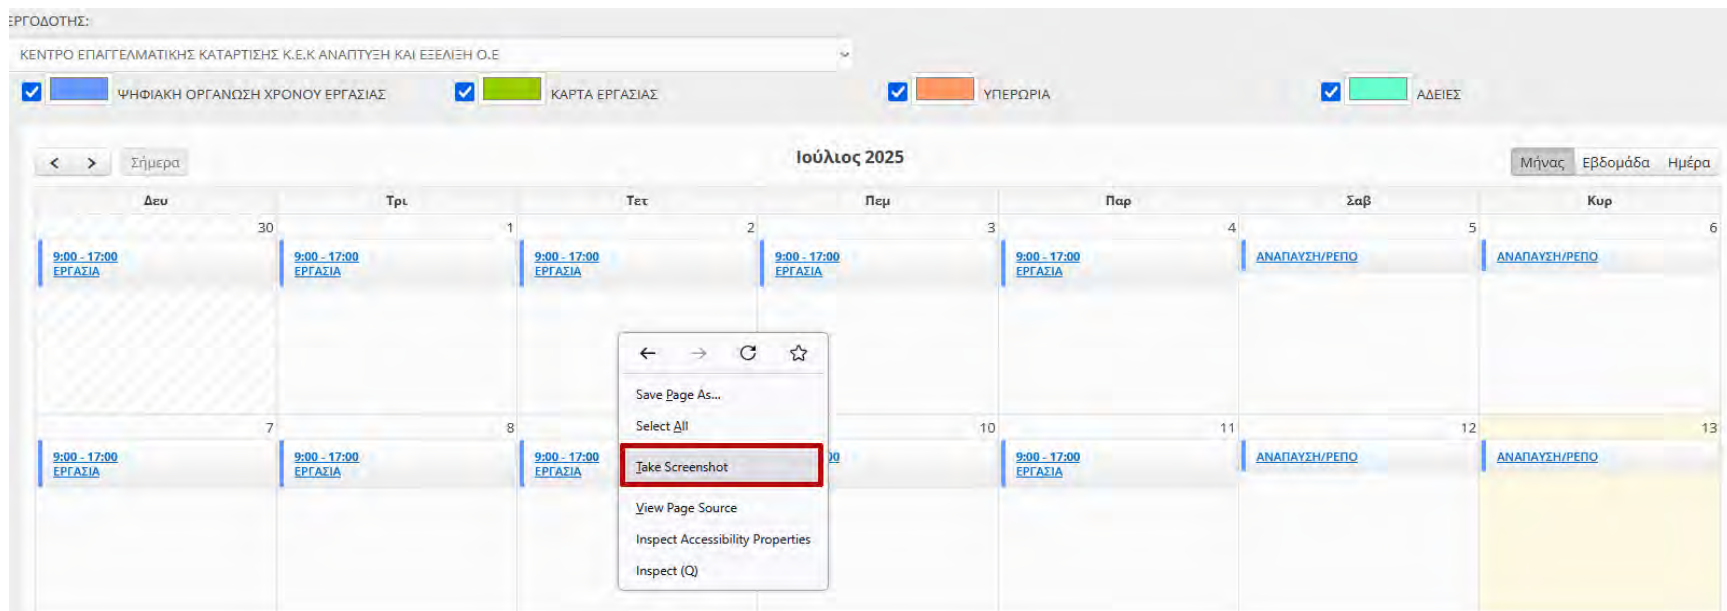 ΕΡΓΟΔΟΤΗΣ:
ΚΕΝΤΡΟ ΕΠΑΓΓΕΛΜΑΤΙΚΗΣ ΚΑΤΑΡΤΙΣΗΣ Κ.Ε.Κ ΑΝΑΠΤΥΞΗ ΚΑΙ ΕΞΕΛΙΞΗ Ο.Ε
ΨΗΦΙΑΚΗ ΟΡΓΑΝΩΣΗ ΧΡΟΝΟΥ ΕΡΓΑΣΙΑΣ ΚΑΡΤΑ ΕΡΓΑΣΙΑΣ ΥΠΕΡΩΡΙΑ ΑΔΕΙΕΣ
< > Σήμερα Ιούλιος 2025 Μήνας Εβδομάδα Ημέρα
Δευ Τρι Τετ Πεμ Παρ Σαβ Κυρ
30 1 2 3 4 5 6
9:00 - 17:00 9:00 - 17:00 9:00 - 17:00 9:00 - 17:00 9:00 - 17:00 ΑΝΑΠΑΥΣΗ/ΡΕΠΟ ΑΝΑΠΑΥΣΗ/ΡΕΠΟ
ΕΡΓΑΣΙΑ ΕΡΓΑΣΙΑ ΕΡΓΑΣΙΑ ΕΡΓΑΣΙΑ ΕΡΓΑΣΙΑ
Save Page As...
Select All
Take Screenshot
View Page Source
Inspect Accessibility Properties
Inspect (Q)
7 8 10 11 12 13
9:00 - 17:00 9:00 - 17:00 9:00 - 17:00 00 9:00 - 17:00 ΑΝΑΠΑΥΣΗ/ΡΕΠΟ ΑΝΑΠΑΥΣΗ/ΡΕΠΟ
ΕΡΓΑΣΙΑ ΕΡΓΑΣΙΑ ΕΡΓΑΣΙΑ ΕΡΓΑΣΙΑ